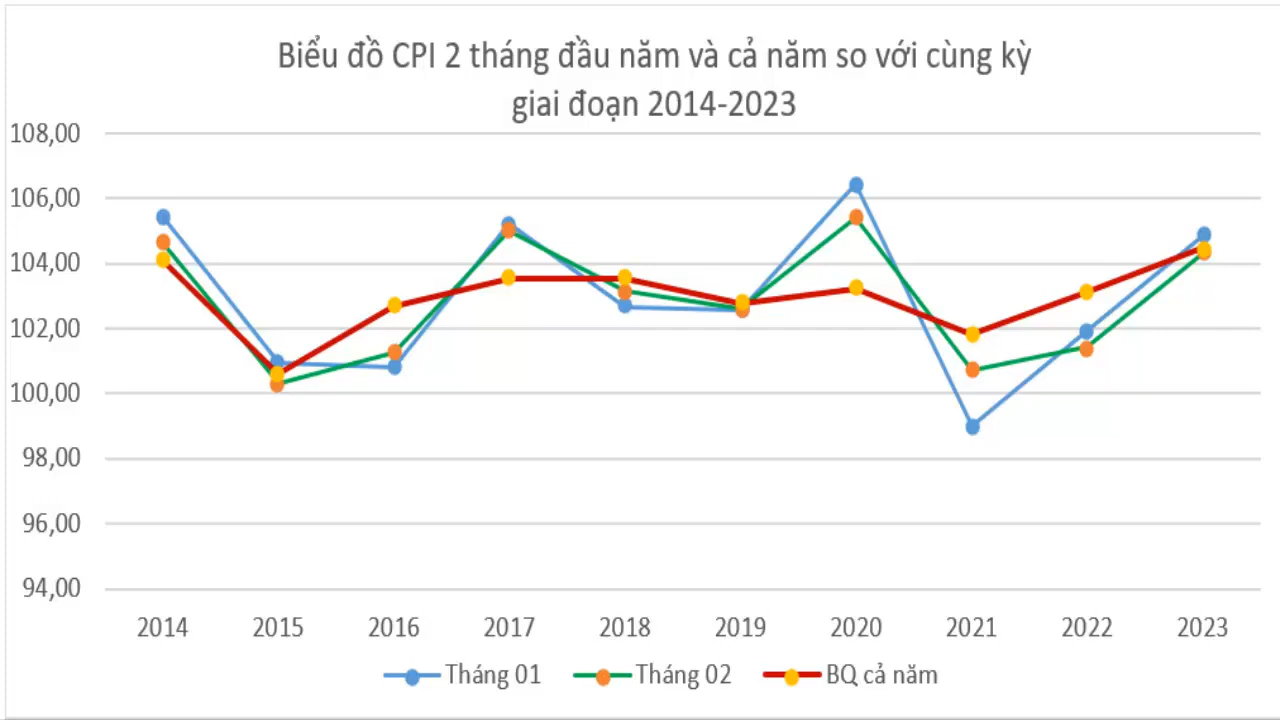 Biểu đồ CPI 2 tháng đầu năm và cả năm so với cùng kỳ
giai đoạn 2014-2023
108,00
106,00
104,00
102,00
100,00
98,00
96,00
94,00
2014 2015 2016 2017 2018 2019 2020 2021 2022 2023
Tháng 01 Tháng 02 BQ cả năm